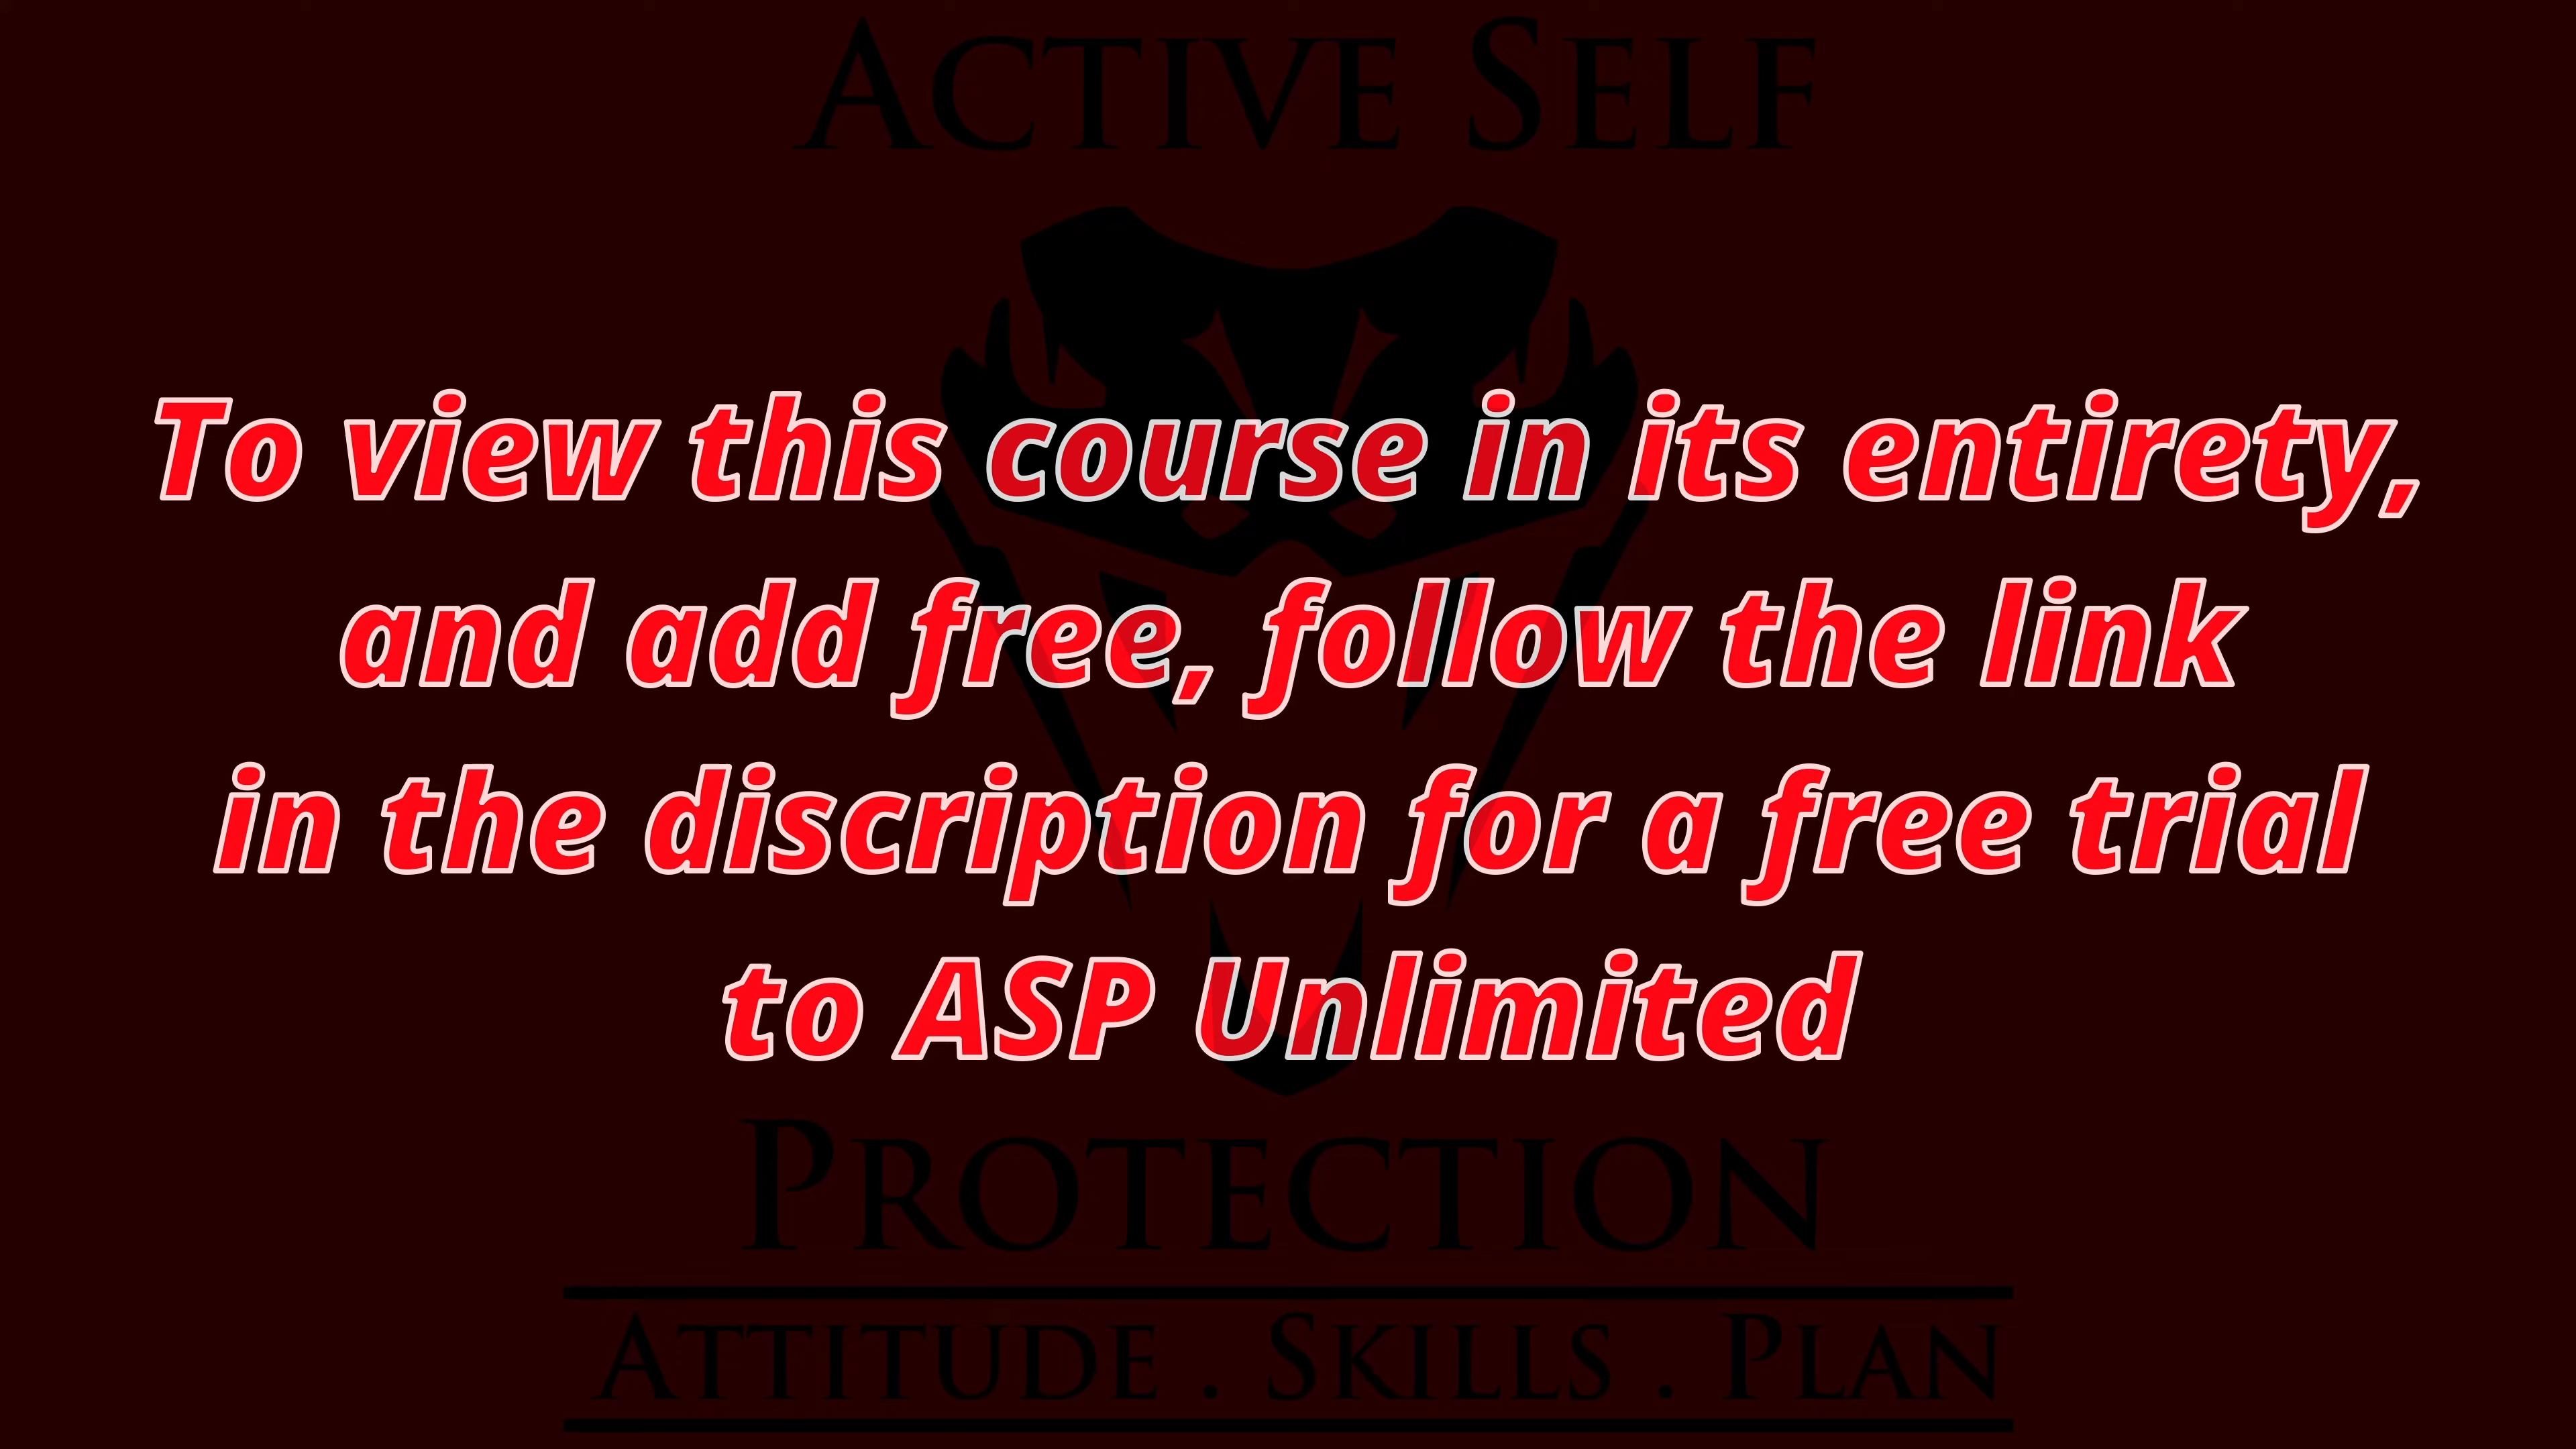 ACTIVE SELF
To view this course in its entirety,
and add free, follow the link
in the discription for a free trial
to ASP Unlimited
PROTECTION
ATTITUDE . SKILLS . PLAN